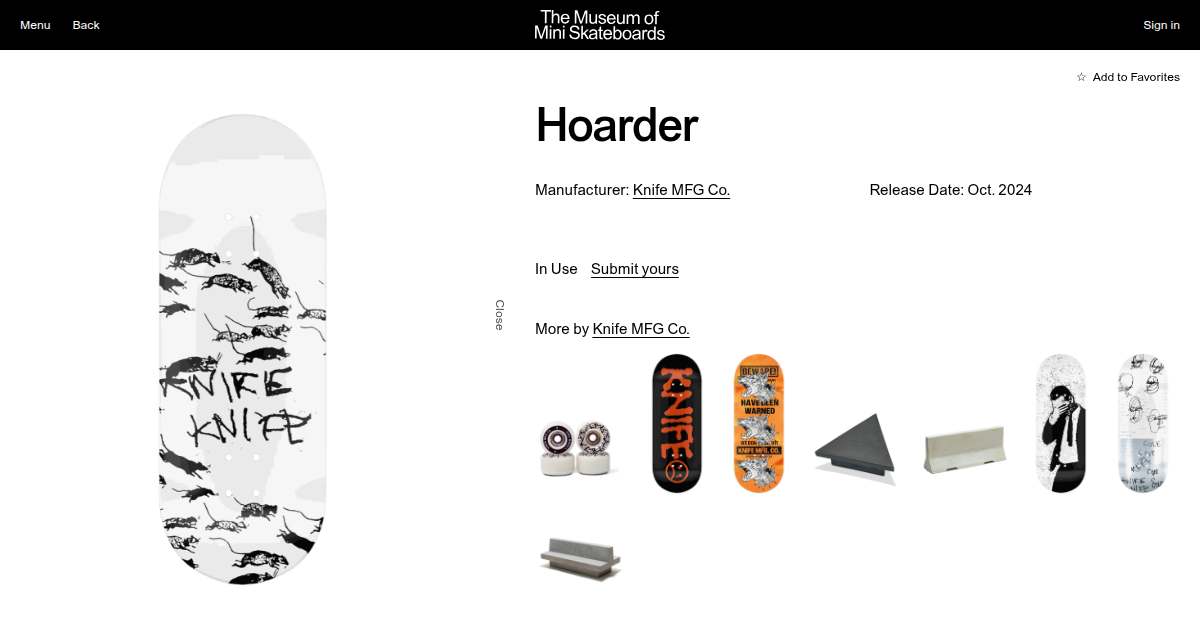 Menu
Back
The Museum of
Mini Skateboards
Sign in
☆ Add to Favorites
Hoarder
Manufacturer: Knife MFG Co.
Release Date: Oct. 2024
In Use Submit yours
Close
More by Knife MFG Co.
KNIFE
KNIFE
KNIFE
BEWARE
HAVE BEEN
WARNED
KNIFE MFG. CO.